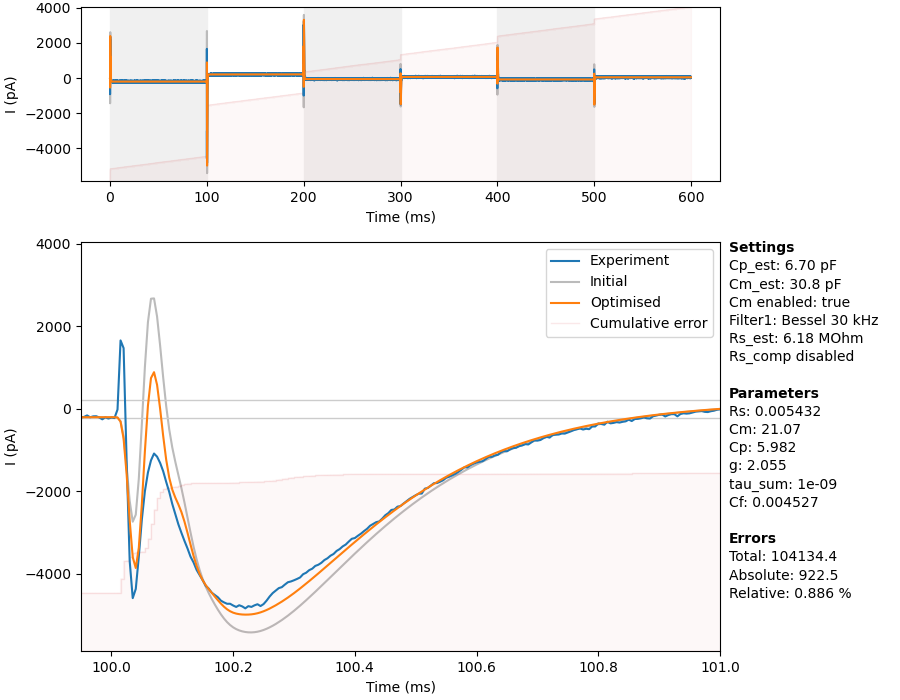 4000
2000
0
−2000
−4000
I (pA)
0 100 200 300 400 500 600
Time (ms)
4000
2000
0
−2000
−4000
I (pA)
100.0 100.2 100.4 100.6 100.8 101.0
Time (ms)
Experiment
Initial
Optimised
Cumulative error
Settings
Cp_est: 6.70 pF
Cm_est: 30.8 pF
Cm enabled: true
Filter1: Bessel 30 kHz
Rs_est: 6.18 MOhm
Rs_comp disabled
Parameters
Rs: 0.005432
Cm: 21.07
Cp: 5.982
g: 2.055
tau_sum: 1e-09
Cf: 0.004527
Errors
Total: 104134.4
Absolute: 922.5
Relative: 0.886 %